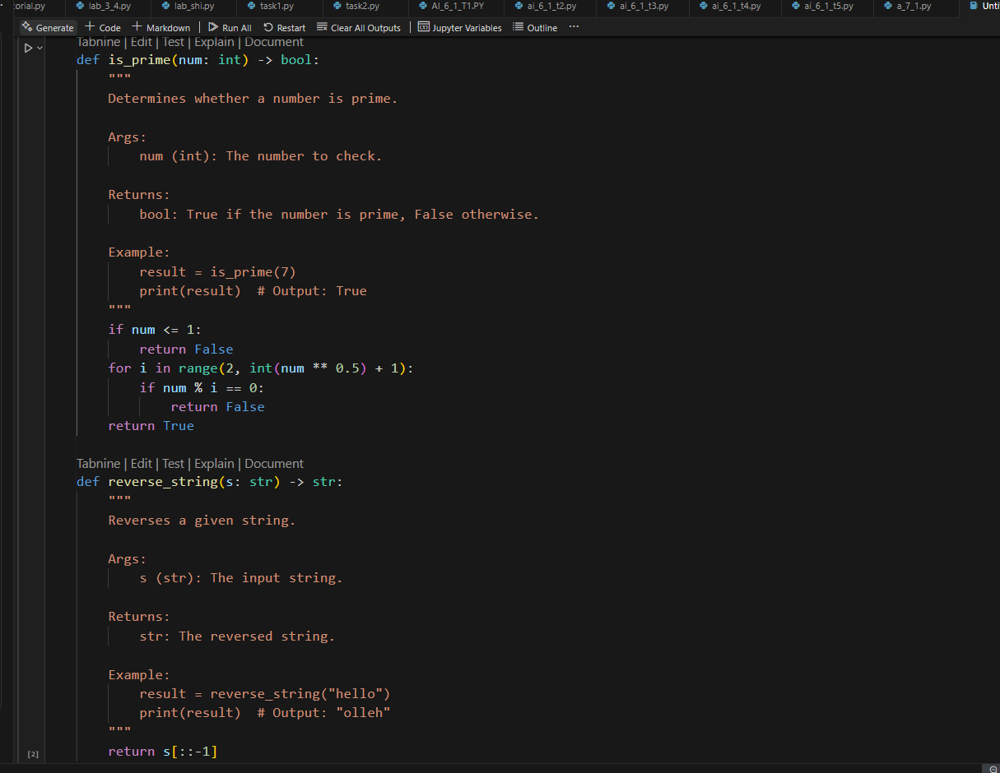 torial.py lab_3_4.py lab_shi.py task1.py task2.py AI_6_1_T1.PY ai_6_1_t2.py ai_6_1_t3.py ai_6_1_t4.py ai_6_1_t5.py a_7_1.py Unti
Generate + Code + Markdown | Run All Restart Clear All Outputs | Jupyter Variables Outline ...
Tabnine | Edit | Test | Explain | Document
def is_prime(num: int) -> bool:
    """
    Determines whether a number is prime.

    Args:
        num (int): The number to check.

    Returns:
        bool: True if the number is prime, False otherwise.

    Example:
        result = is_prime(7)
        print(result)  # Output: True
    """
    if num <= 1:
        return False
    for i in range(2, int(num ** 0.5) + 1):
        if num % i == 0:
            return False
    return True

Tabnine | Edit | Test | Explain | Document
def reverse_string(s: str) -> str:
    """
    Reverses a given string.

    Args:
        s (str): The input string.

    Returns:
        str: The reversed string.

    Example:
        result = reverse_string("hello")
        print(result)  # Output: "olleh"
    """
    return s[::-1]
[2]